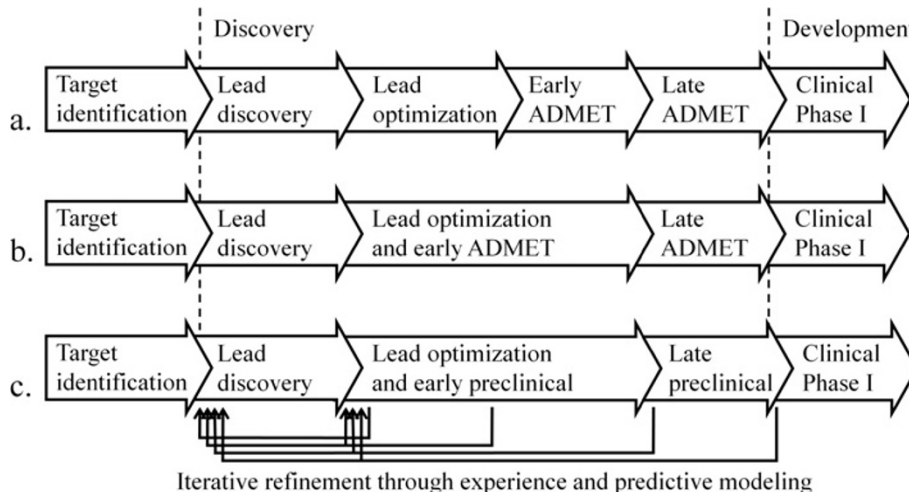 Discovery
Development
a.
Target
identification
Lead
discovery
Lead
optimization
Early
ADMET
Late
ADMET
Clinical
Phase I
b.
Target
identification
Lead
discovery
Lead optimization
and early ADMET
Late
ADMET
Clinical
Phase I
c.
Target
identification
Lead
discovery
Lead optimization
and early preclinical
Late
preclinical
Clinical
Phase I
Iterative refinement through experience and predictive modeling